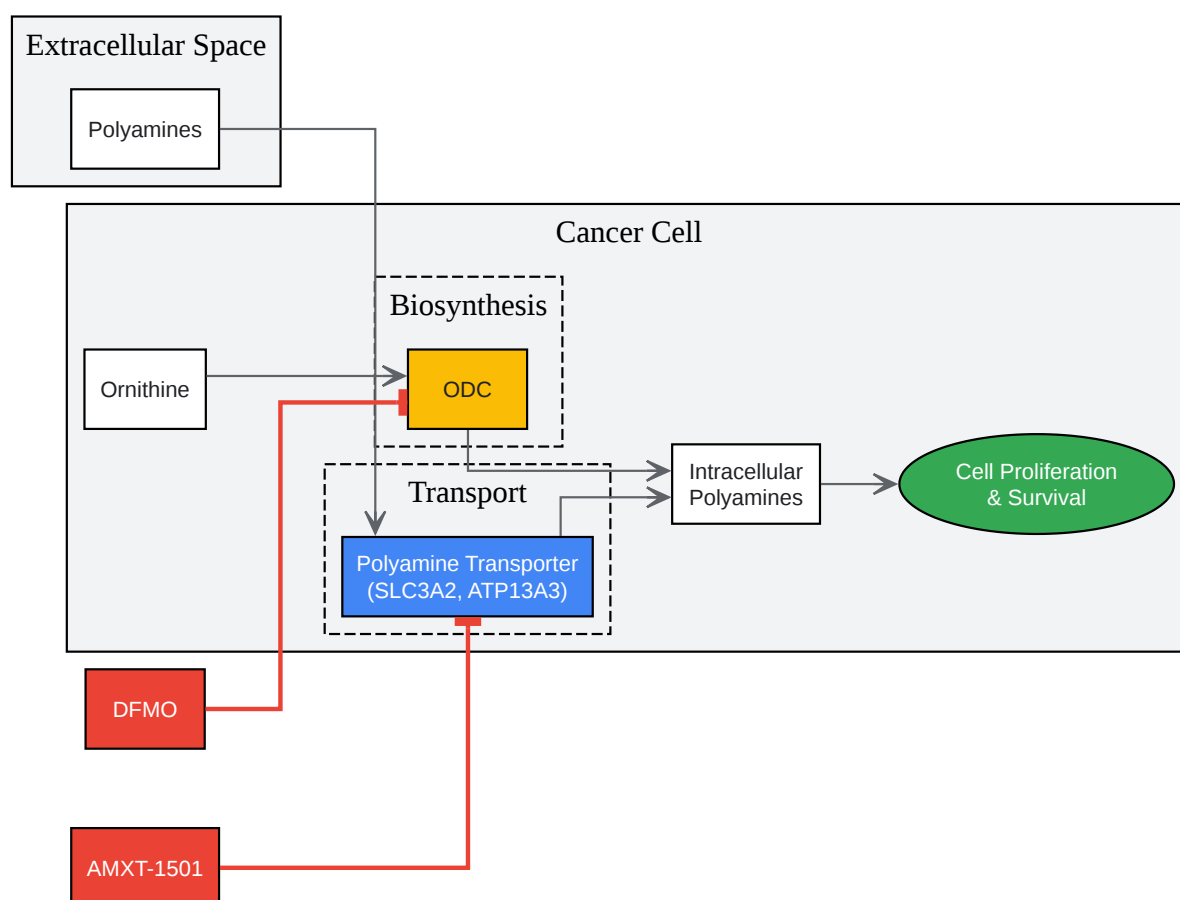 Extracellular Space
Polyamines
Cancer Cell
Biosynthesis
Ornithine
ODC
Transport
Intracellular
Polyamines
Cell Proliferation
& Survival
Polyamine Transporter
(SLC3A2, ATP13A3)
DFMO
AMXT-1501